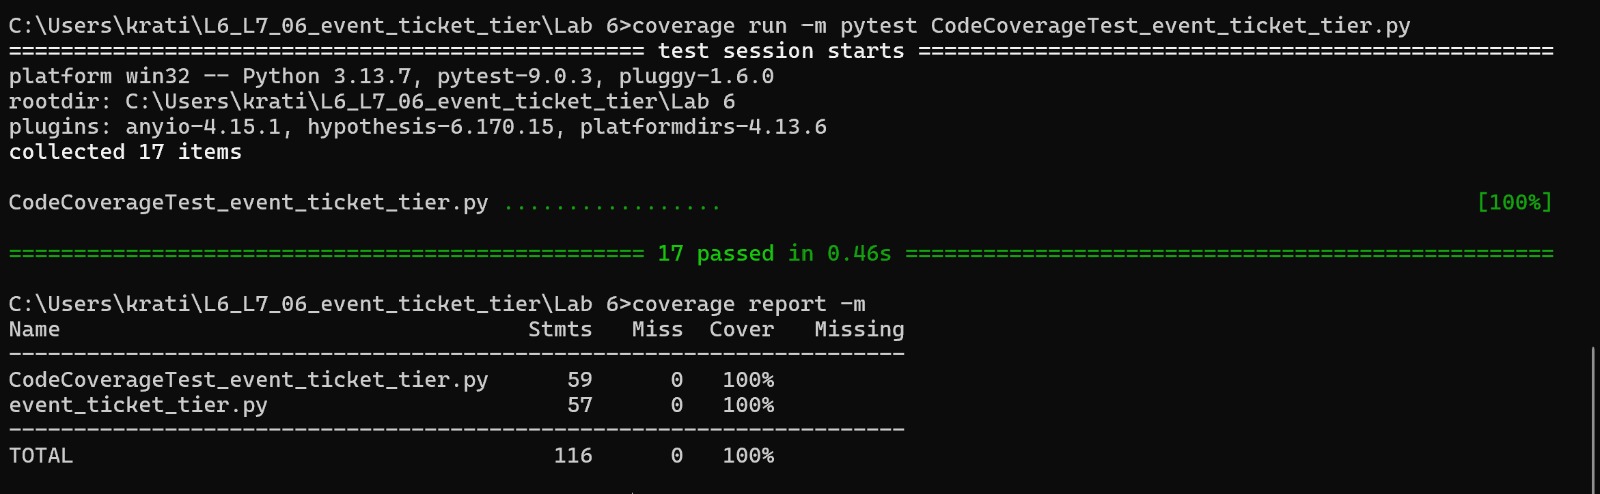 C:\Users\krati\L6_L7_06_event_ticket_tier\Lab 6>coverage run -m pytest CodeCoverageTest_event_ticket_tier.py
================================================= test session starts =================================================
platform win32 -- Python 3.13.7, pytest-9.0.3, pluggy-1.6.0
rootdir: C:\Users\krati\L6_L7_06_event_ticket_tier\Lab 6
plugins: anyio-4.15.1, hypothesis-6.170.15, platformdirs-4.13.6
collected 17 items
CodeCoverageTest_event_ticket_tier.py ................. [100%]
================================================= 17 passed in 0.46s ==================================================
C:\Users\krati\L6_L7_06_event_ticket_tier\Lab 6>coverage report -m
Name                                    Stmts   Miss  Cover   Missing
---------------------------------------------------------------------
CodeCoverageTest_event_ticket_tier.py      59      0   100%
event_ticket_tier.py                       57      0   100%
---------------------------------------------------------------------
TOTAL                                     116      0   100%